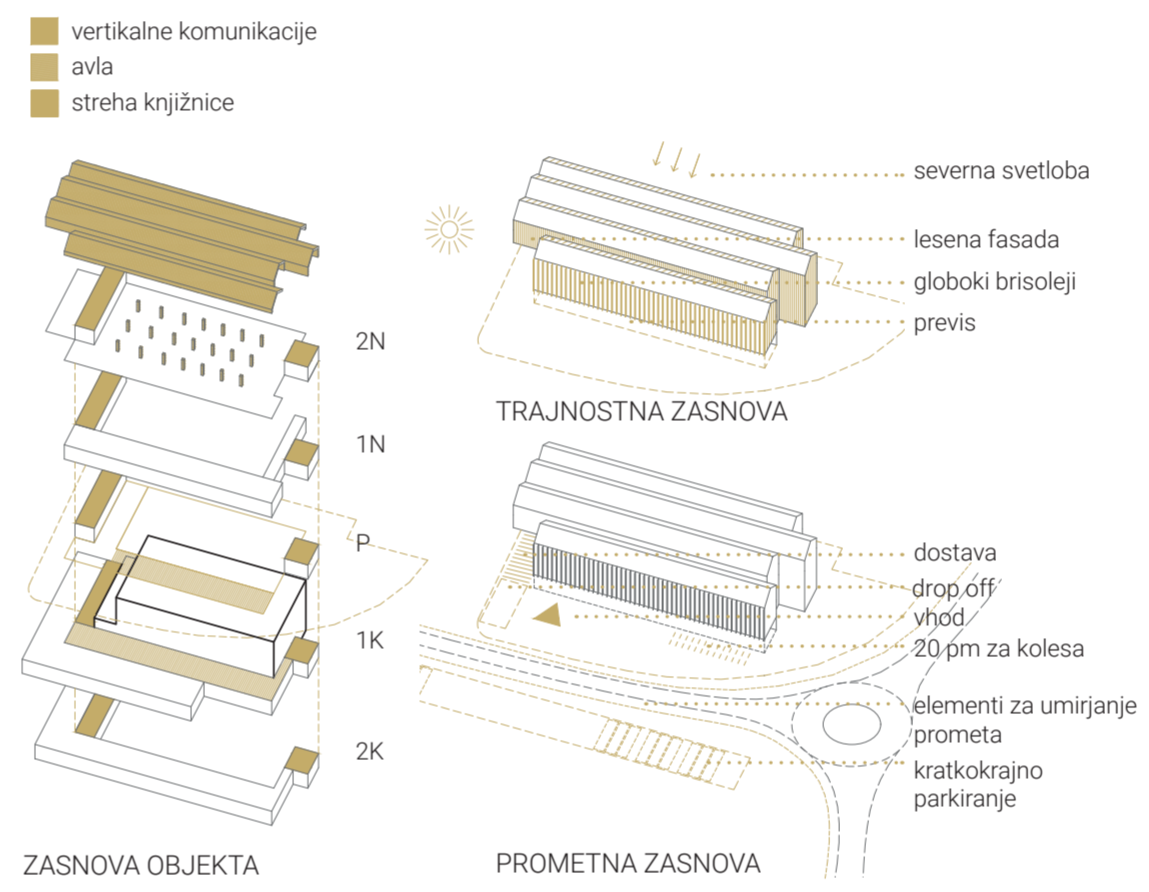 vertikalne komunikacije
avla
streha knjižnice
2N
1N
P
1K
2K
ZASNOVA OBJEKTA
severna svetloba
lesena fasada
globoki brisoleji
previs
TRAJNOSTNA ZASNOVA
dostava
drop off
vhod
20 pm za kolesa
elementi za umirjanje
prometa
kratkokrajno
parkiranje
PROMETNA ZASNOVA